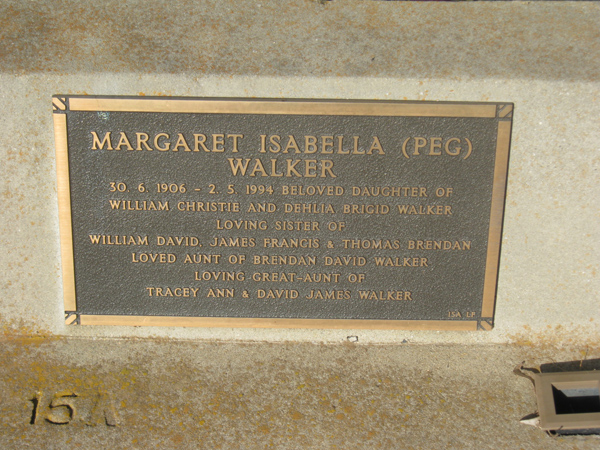 MARGARET ISABELLA (PEG)
WALKER
30. 6. 1906 – 2. 5. 1994 BELOVED DAUGHTER OF
WILLIAM CHRISTIE AND DEHLIA BRIGID WALKER
LOVING SISTER OF
WILLIAM DAVID, JAMES FRANCIS & THOMAS BRENDAN
LOVED AUNT OF BRENDAN DAVID WALKER
LOVING GREAT-AUNT OF
TRACEY ANN & DAVID JAMES WALKER
15A LP
15A